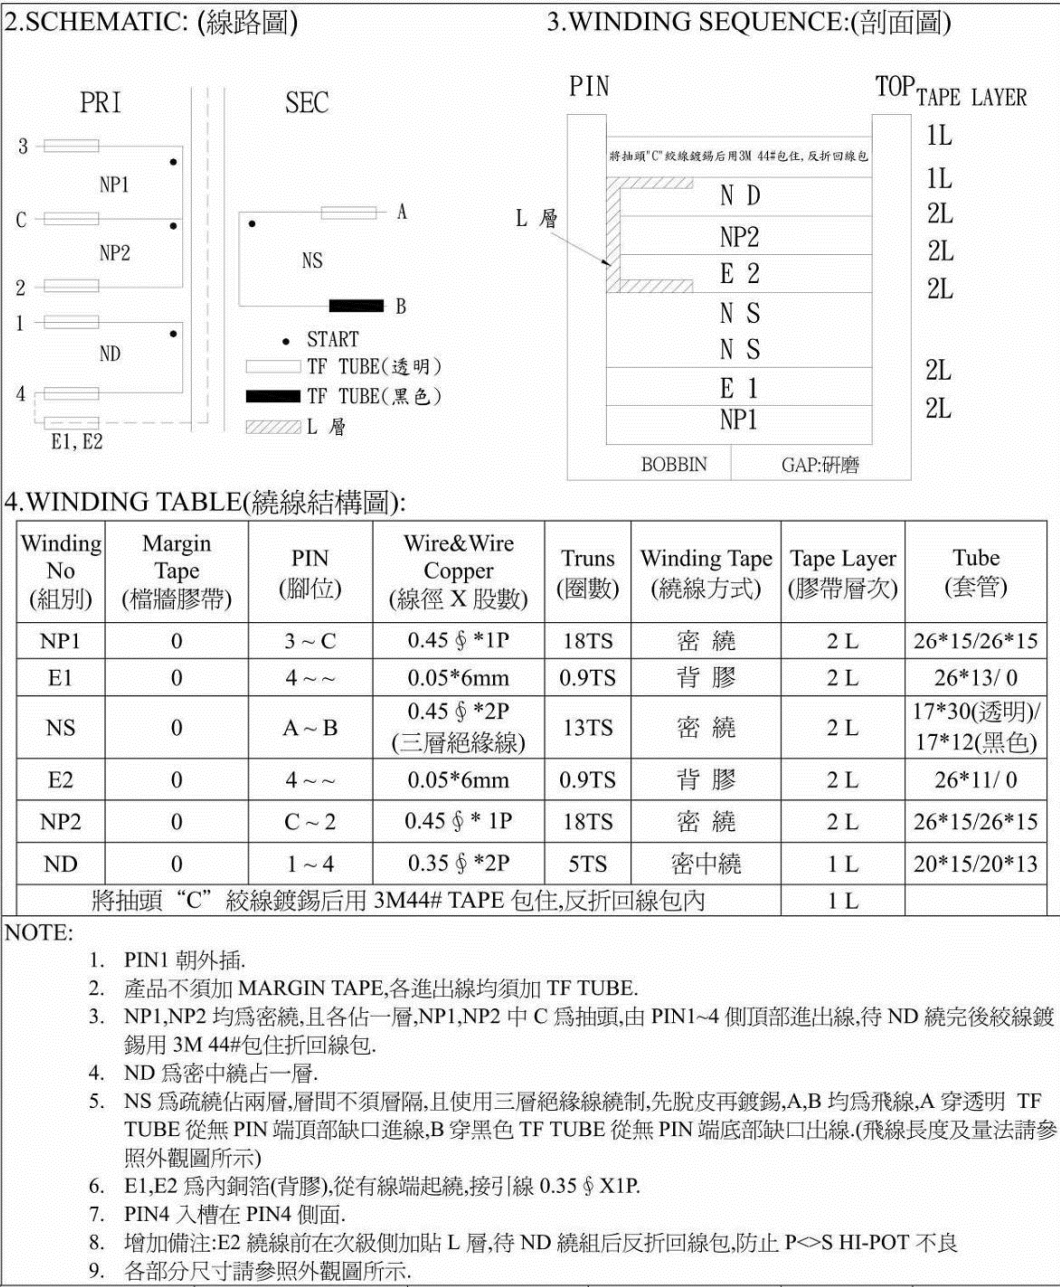 2.SCHEMATIC: (線路圖)
3.WINDING SEQUENCE:(剖面圖)
PRI
SEC
3
NP1
C
NP2
2
1
ND
4
E1, E2
A
NS
B
• START
TF TUBE(透明)
TF TUBE(黑色)
L 層
PIN
TOP
TAPE LAYER
1L
將抽頭"C"絞線鍍錫后用3M 44#包住,反折回線包
1L
N D
2L
L 層
NP2
2L
E 2
2L
N S
N S
2L
E 1
2L
NP1
BOBBIN
GAP:研磨
4.WINDING TABLE(繞線結構圖):
Winding No (組別) Margin Tape (檔牆膠帶) PIN (腳位) Wire&Wire Copper (線徑 X 股數) Truns (圈數) Winding Tape (繞線方式) Tape Layer (膠帶層次) Tube (套管)
NP1 0 3 ~ C 0.45 ∮ *1P 18TS 密 繞 2 L 26*15/26*15
E1 0 4 ~ ~ 0.05*6mm 0.9TS 背 膠 2 L 26*13/ 0
NS 0 A ~ B 0.45 ∮ *2P (三層絕緣線) 13TS 密 繞 2 L 17*30(透明)/ 17*12(黑色)
E2 0 4 ~ ~ 0.05*6mm 0.9TS 背 膠 2 L 26*11/ 0
NP2 0 C ~ 2 0.45 ∮ * 1P 18TS 密 繞 2 L 26*15/26*15
ND 0 1 ~ 4 0.35 ∮ *2P 5TS 密中繞 1 L 20*15/20*13
將抽頭“C”絞線鍍錫后用 3M44# TAPE 包住,反折回線包內 1 L
NOTE:
1. PIN1 朝外插.
2. 產品不須加 MARGIN TAPE,各進出線均須加 TF TUBE.
3. NP1,NP2 均爲密繞,且各佔一層,NP1,NP2 中 C 爲抽頭,由 PIN1~4 側頂部進出線,待 ND 繞完後絞線鍍
錫用 3M 44#包住折回線包.
4. ND 爲密中繞占一層.
5. NS 爲疏繞佔兩層,層間不須層隔,且使用三層絕緣線繞制,先脫皮再鍍錫,A,B 均爲飛線,A 穿透明 TF
TUBE 從無 PIN 端頂部缺口進線,B 穿黑色 TF TUBE 從無 PIN 端底部缺口出線.(飛線長度及量法請參
照外觀圖所示)
6. E1,E2 爲內銅箔(背膠),從有線端起繞,接引線 0.35 ∮ X1P.
7. PIN4 入槽在 PIN4 側面.
8. 增加備注:E2 繞線前在次級側加貼 L 層,待 ND 繞組后反折回線包,防止 P<>S HI-POT 不良
9. 各部分尺寸請參照外觀圖所示.